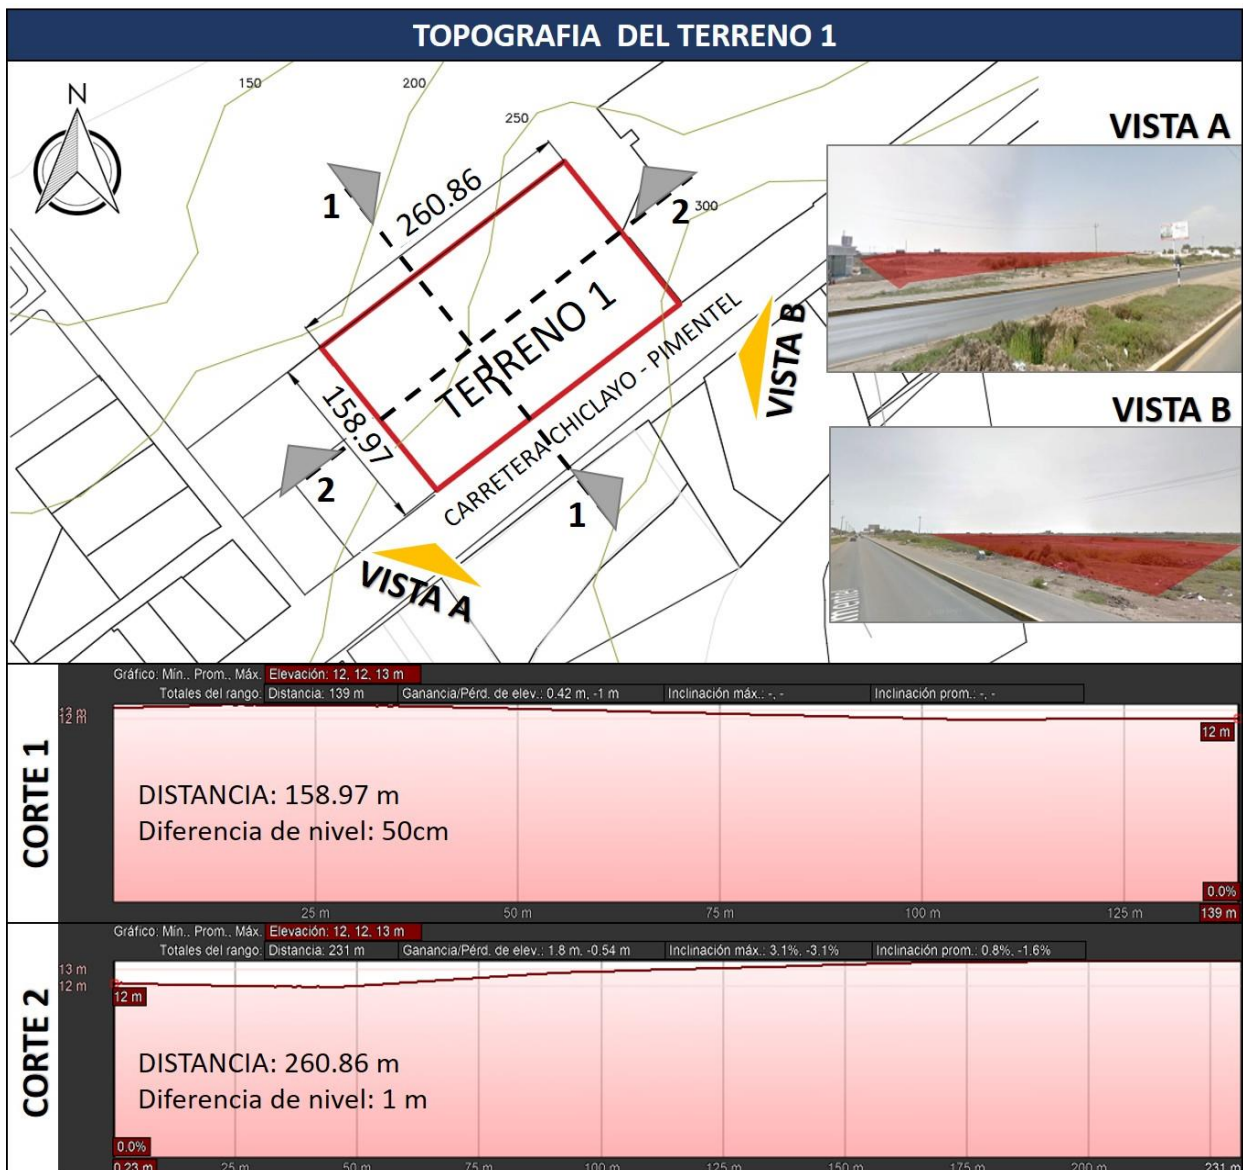 TOPOGRAFIA DEL TERRENO 1
N
150
200
250
300
260.86
158.97
1
2
2
1
TERRENO 1
CARRETERA CHICLAYO - PIMENTEL
VISTA B
VISTA A
VISTA A
VISTA B
CORTE 1
Gráfico: Mín., Prom., Máx. Elevación: 12, 12, 13 m
Totales del rango: Distancia: 139 m Ganancia/Pérd. de elev.: 0.42 m, -1 m Inclinación máx.: -, - Inclinación prom.: -, -
12 m
12 m
DISTANCIA: 158.97 m
Diferencia de nivel: 50cm
0.0%
25 m 50 m 75 m 100 m 125 m 139 m
CORTE 2
Gráfico: Mín., Prom., Máx. Elevación: 12, 12, 13 m
Totales del rango: Distancia: 231 m Ganancia/Pérd. de elev.: 1.8 m, -0.54 m Inclinación máx.: 3.1%, -3.1% Inclinación prom.: 0.8%, -1.6%
13 m
12 m
12 m
DISTANCIA: 260.86 m
Diferencia de nivel: 1 m
0.0%
0.23 m 25 m 50 m 75 m 100 m 125 m 150 m 175 m 200 m 231 m